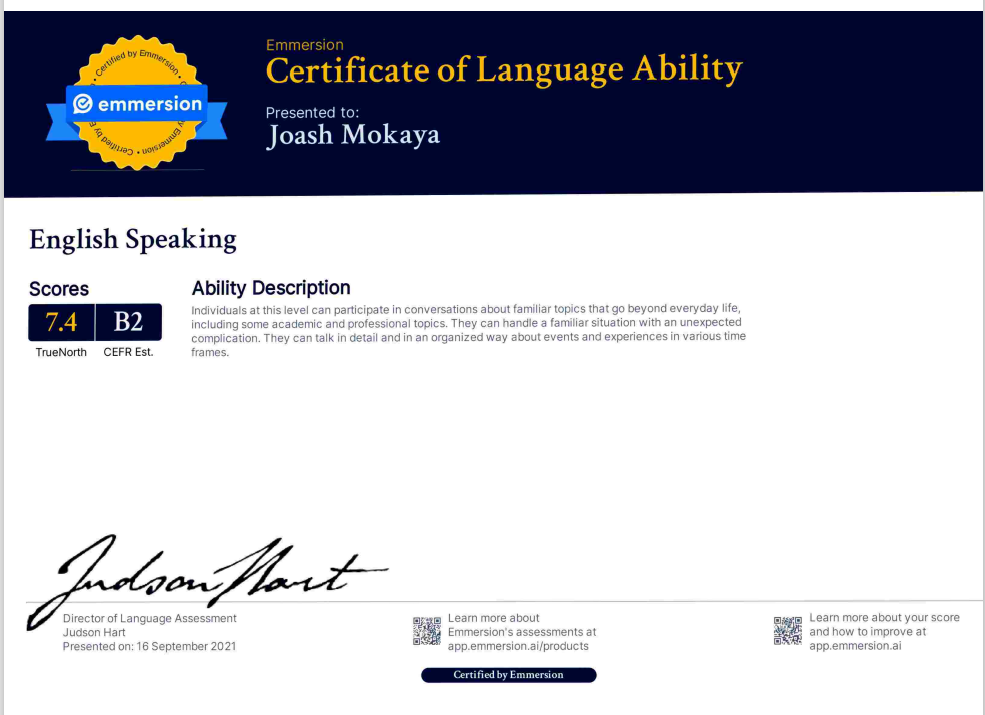 Certified by Emmersion
emmersion
Certified by Emmersion
Emmersion
Certificate of Language Ability
Presented to:
Joash Mokaya
English Speaking
Scores
7.4 B2
TrueNorth CEFR Est.
Ability Description
Individuals at this level can participate in conversations about familiar topics that go beyond everyday life,
including some academic and professional topics. They can handle a familiar situation with an unexpected
complication. They can talk in detail and in an organized way about events and experiences in various time
frames.
Judson Hart
Director of Language Assessment
Judson Hart
Presented on: 16 September 2021
Learn more about
Emmersion's assessments at
app.emmersion.ai/products
Learn more about your score
and how to improve at
app.emmersion.ai
Certified by Emmersion